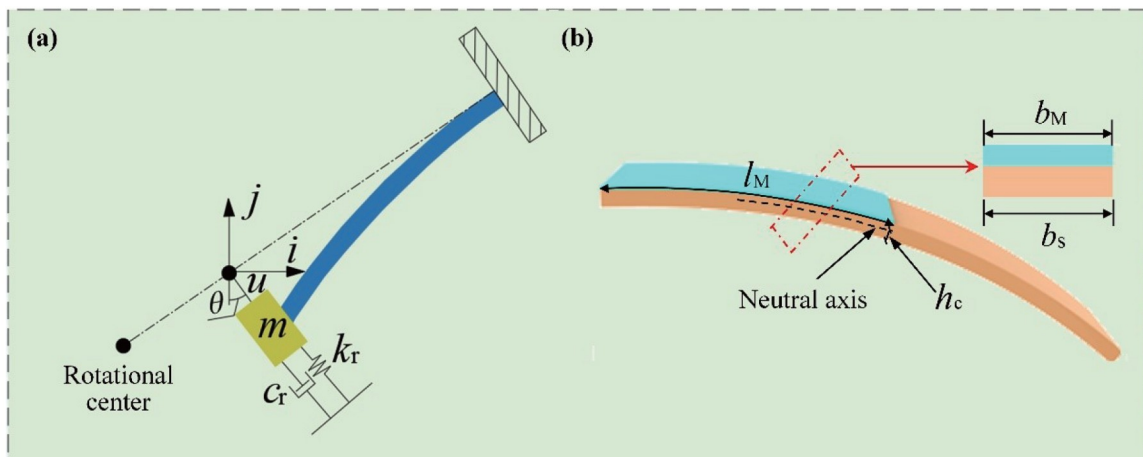 (a)
j
i
u
θ
m
k_r
c_r
Rotational
center
(b)
b_M
l_M
b_s
Neutral axis
h_c